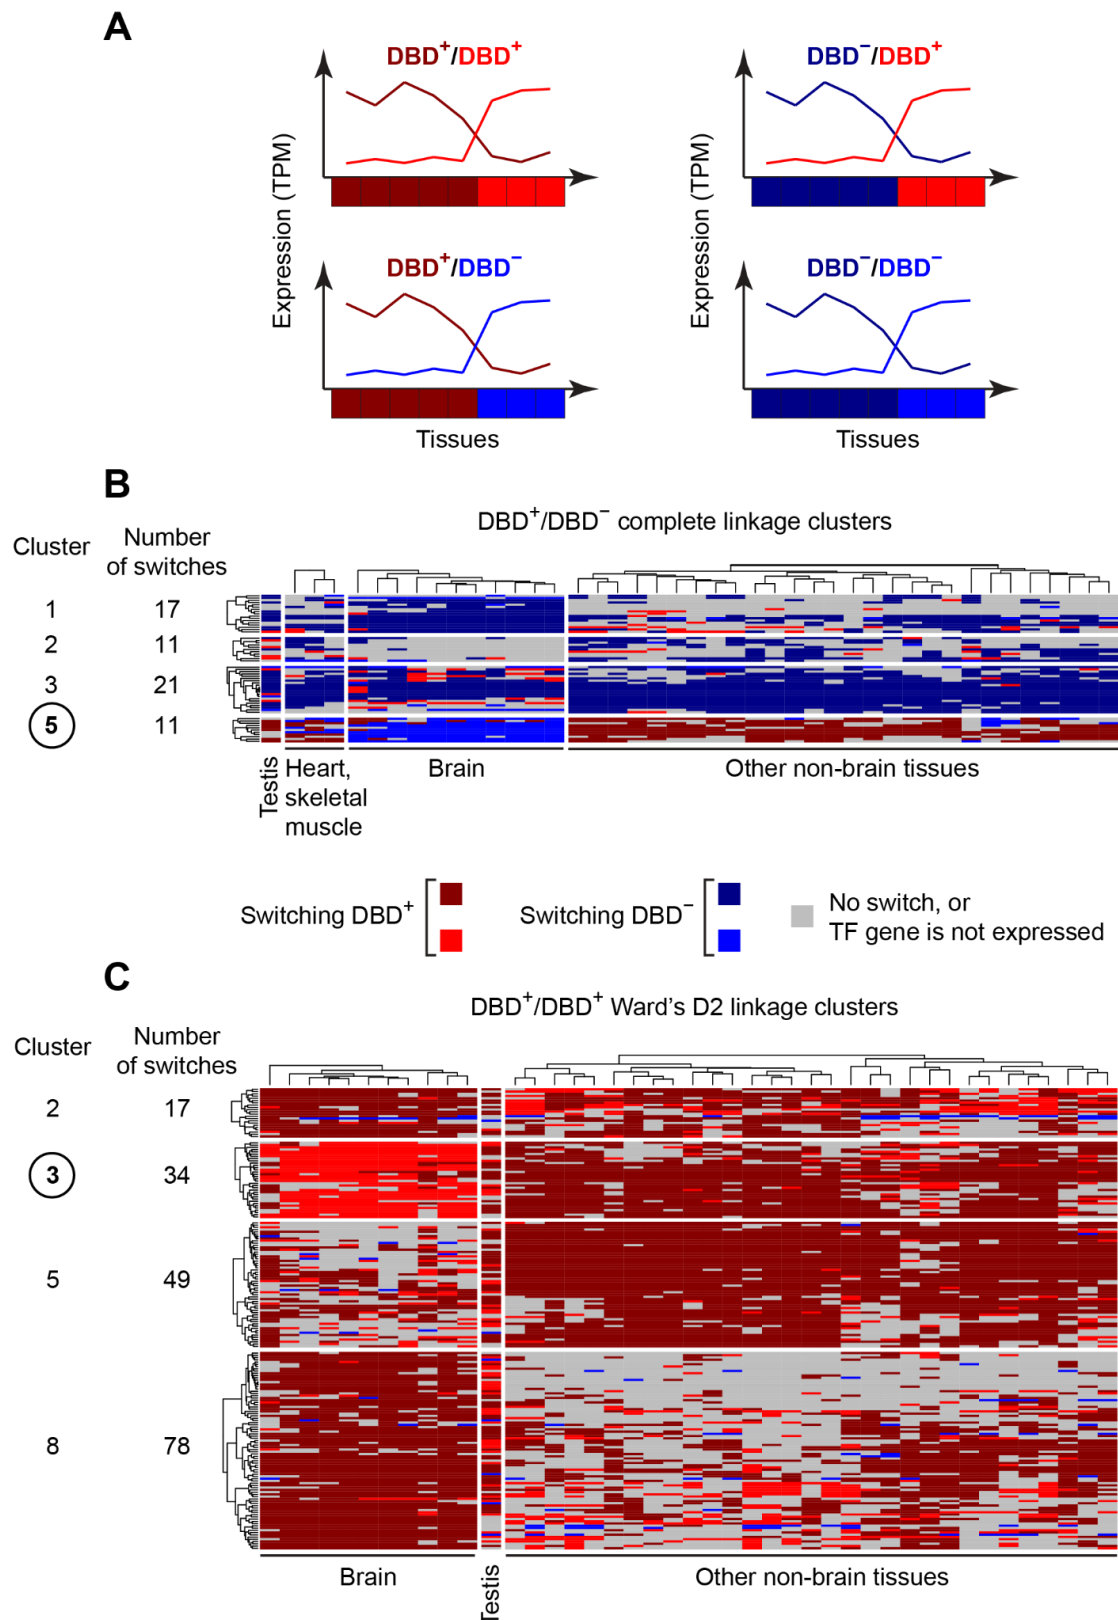 A
DBD⁺/DBD⁺
DBD⁻/DBD⁺
Expression (TPM)
Expression (TPM)
DBD⁺/DBD⁻
DBD⁻/DBD⁻
Tissues
Tissues
B
DBD⁺/DBD⁻ complete linkage clusters
Cluster
Number
of switches
1
17
2
11
3
21
5
11
Testis
Heart,
skeletal
muscle
Brain
Other non-brain tissues
Switching DBD⁺
Switching DBD⁻
No switch, or
TF gene is not expressed
C
DBD⁺/DBD⁺ Ward's D2 linkage clusters
Cluster
Number
of switches
2
17
3
34
5
49
8
78
Brain
Testis
Other non-brain tissues